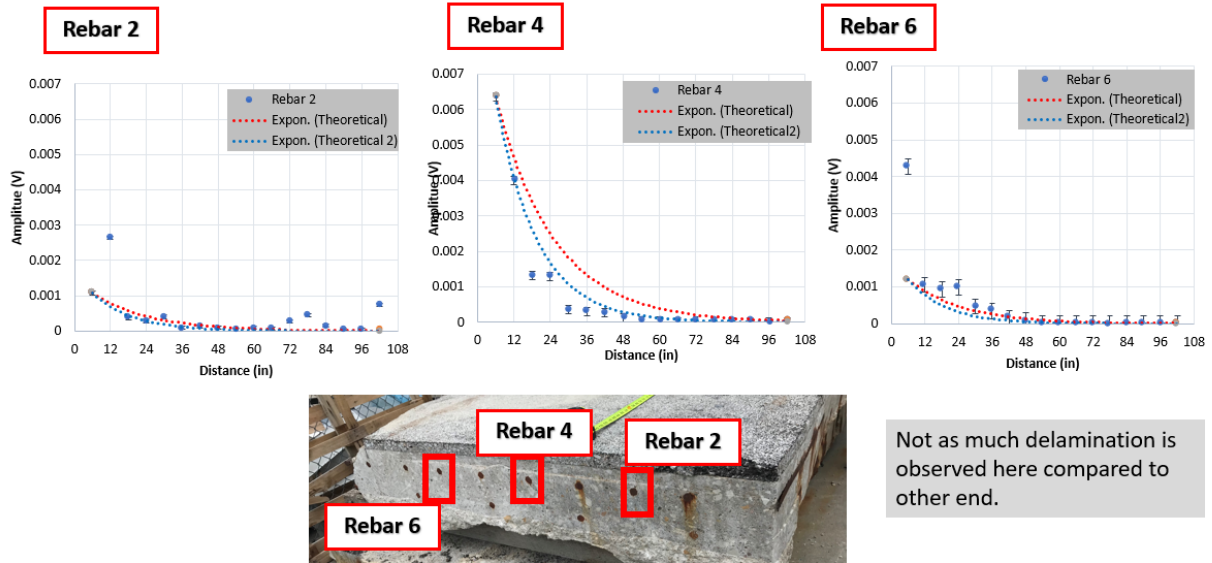 Rebar 2
0.007
0.006
0.005
0.004
0.003
0.002
0.001
0
0 12 24 36 48 60 72 84 96 108
Amplitue (V)
Distance (in)
Rebar 2
Expon. (Theoretical)
Expon. (Theoretical 2)
Rebar 4
0.007
0.006
0.005
0.004
0.003
0.002
0.001
0
0 12 24 36 48 60 72 84 96 108
Amplitue (V)
Distance (in)
Rebar 4
Expon. (Theoretical)
Expon. (Theoretical2)
Rebar 6
0.007
0.006
0.005
0.004
0.003
0.002
0.001
0
0 12 24 36 48 60 72 84 96 108
Amplitue (V)
Distance (in)
Rebar 6
Expon. (Theoretical)
Expon. (Theoretical2)
Rebar 4
Rebar 2
Rebar 6
Not as much delamination is
observed here compared to
other end.